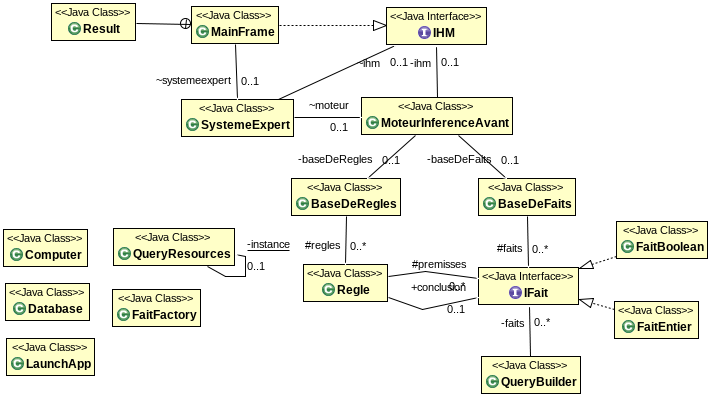 <<Java Class>>
Result
<<Java Class>>
MainFrame
<<Java Interface>>
IHM
~systemeexpert 0..1
~ihm 0..1
-ihm 0..1
<<Java Class>>
SystemeExpert
~moteur
0..1
<<Java Class>>
MoteurInferenceAvant
-baseDeRegles 0..1
-baseDeFaits 0..1
<<Java Class>>
BaseDeRegles
<<Java Class>>
BaseDeFaits
<<Java Class>>
Computer
<<Java Class>>
QueryResources
-instance
0..1
#regles 0..*
#faits 0..*
<<Java Class>>
FaitBoolean
<<Java Class>>
Regle
#premisses
0..*
+conclusion
0..1
<<Java Interface>>
IFait
<<Java Class>>
Database
<<Java Class>>
FaitFactory
<<Java Class>>
FaitEntier
-faits 0..*
<<Java Class>>
LaunchApp
<<Java Class>>
QueryBuilder